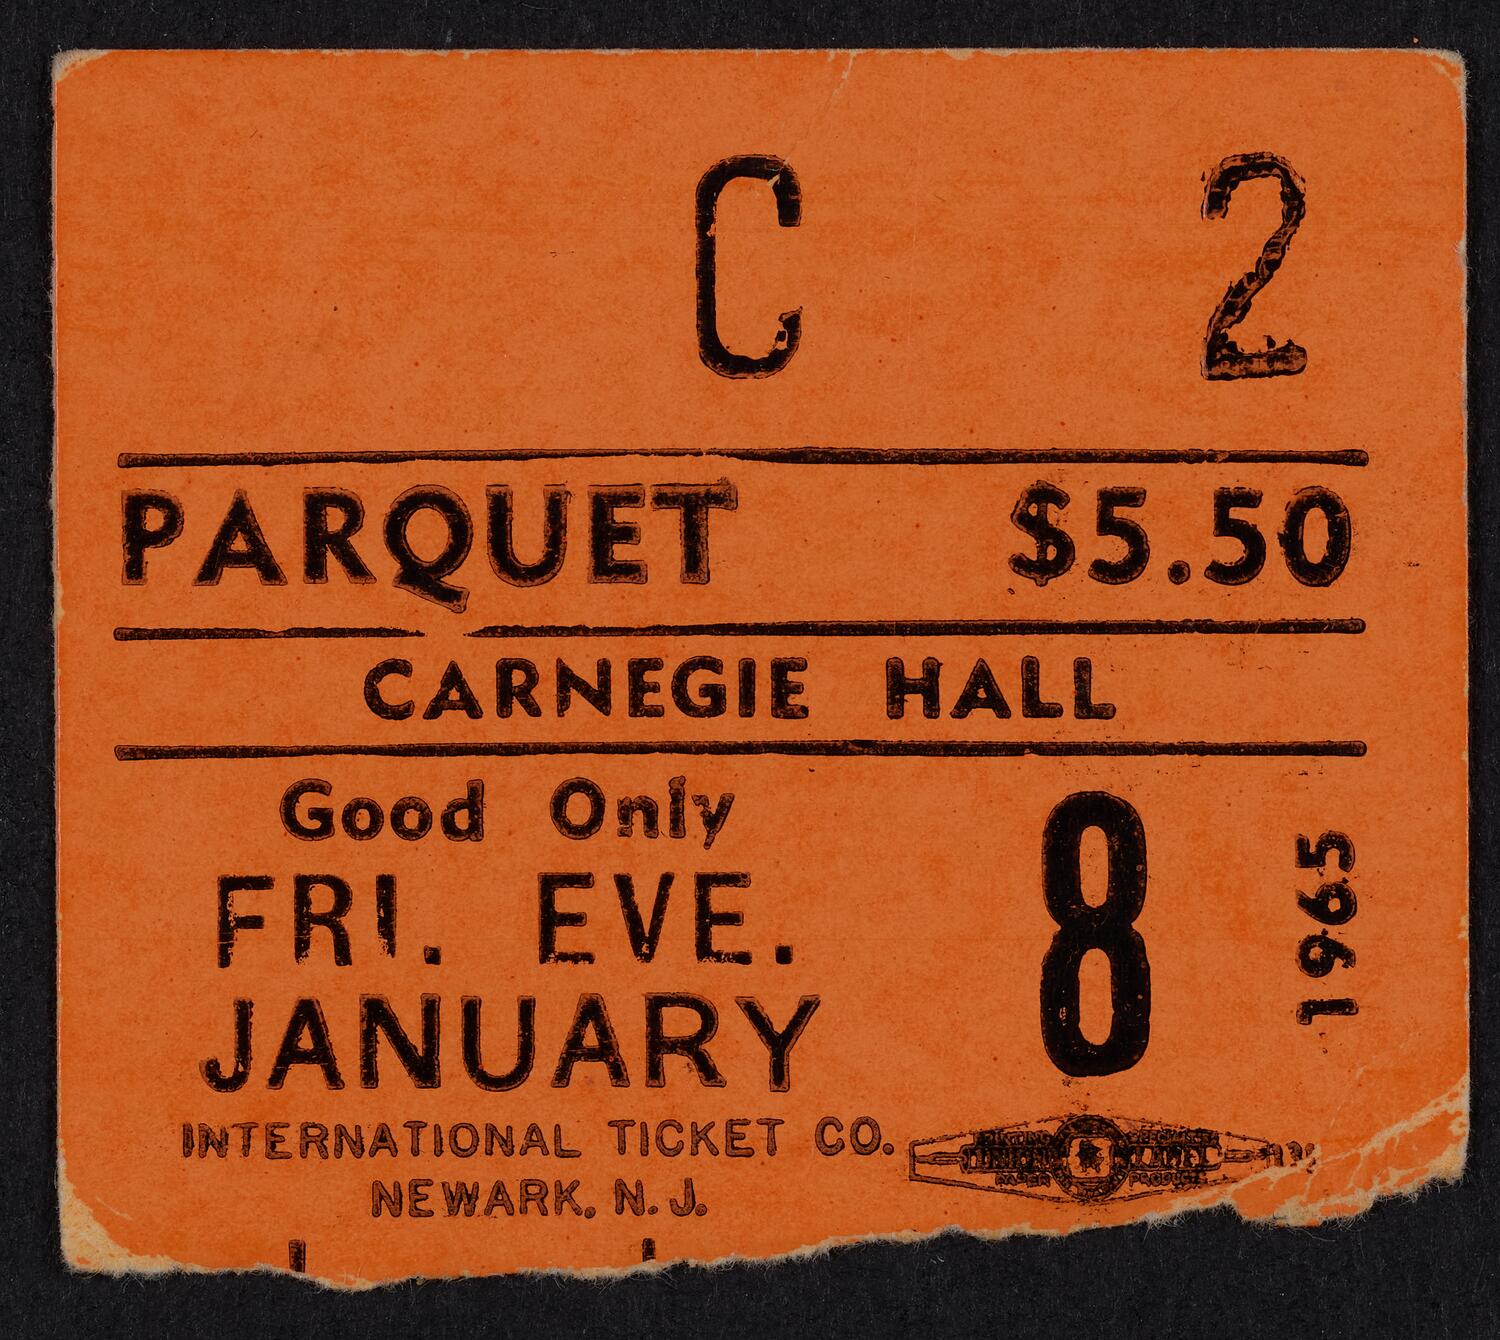 C 2
PARQUET $5.50
CARNEGIE HALL
Good Only
FRI. EVE.
JANUARY 8 1965
INTERNATIONAL TICKET CO.
NEWARK, N. J.